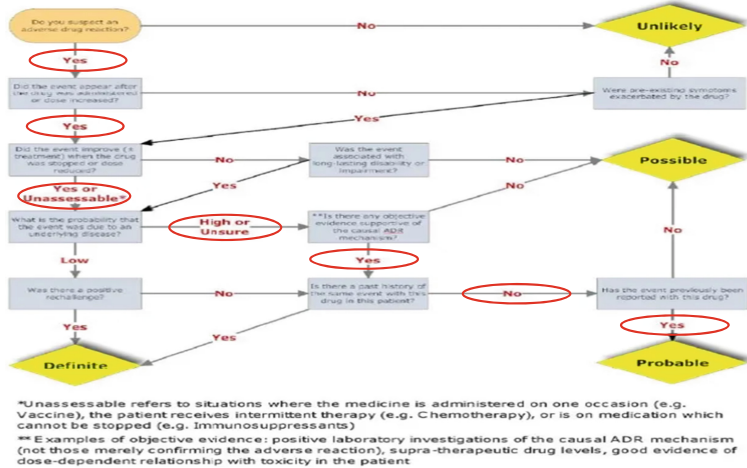 Do you suspect an
adverse drug reaction?
No
Unlikely
Yes
No
Did the event appear after
the drug was administered
or dose increased?
No
Were pre-existing symptoms
exacerbated by the drug?
Yes
Yes
Did the event improve (±
treatment) when the drug
was stopped or dose
reduced?
No
Was the event
associated with
long-lasting disability or
impairment?
No
Possible
Yes or
Unassessable*
Yes
No
What is the probability that
the event was due to an
underlying disease?
High or
Unsure
**Is there any objective
evidence supportive of
the causal ADR
mechanism?
No
Low
Yes
Was there a positive
rechallenge?
No
Is there a past history of
the same event with this
drug in this patient?
No
Has the event previously been
reported with this drug?
Yes
Yes
Yes
Definite
Probable
*Unassessable refers to situations where the medicine is administered on one occasion (e.g.
Vaccine), the patient receives intermittent therapy (e.g. Chemotherapy), or is on medication which
cannot be stopped (e.g. Immunosuppressants)
** Examples of objective evidence: positive laboratory investigations of the causal ADR mechanism
(not those merely confirming the adverse reaction), supra-therapeutic drug levels, good evidence of
dose-dependent relationship with toxicity in the patient